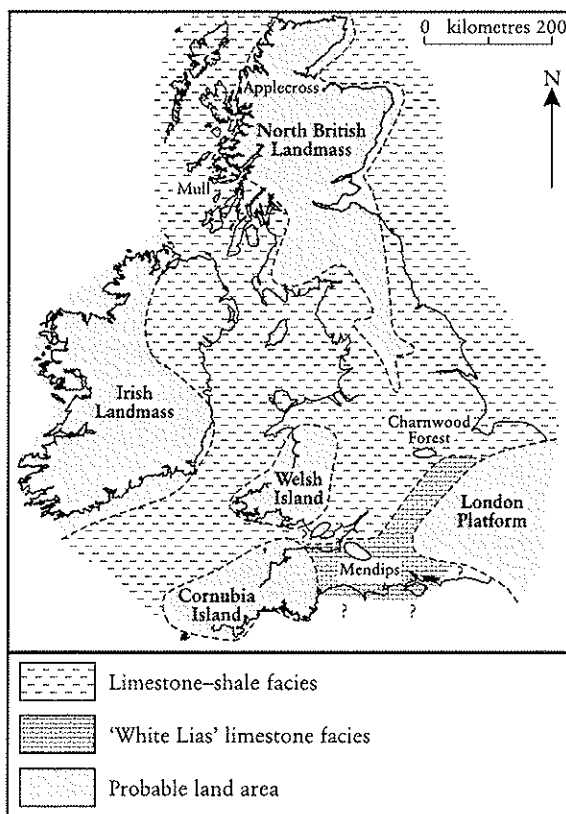 0 kilometres 200
N
Applecross
North British
Landmass
Mull
Irish
Landmass
Charnwood
Forest
Welsh
Island
London
Platform
Mendips
Cornubia
Island
? ?
Limestone–shale facies
'White Lias' limestone facies
Probable land area